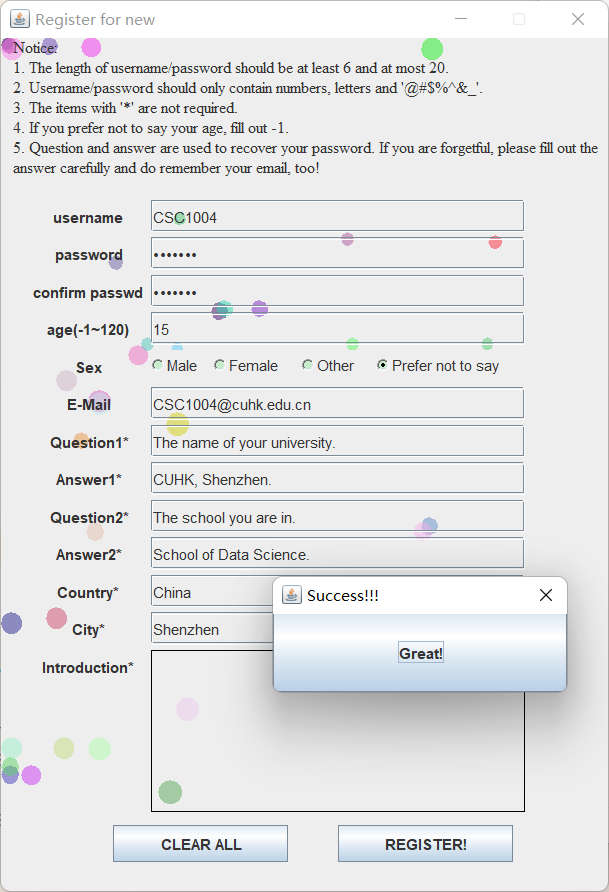 Register for new
Notice:
1. The length of username/password should be at least 6 and at most 20.
2. Username/password should only contain numbers, letters and '@#$%^&_'.
3. The items with '*' are not required.
4. If you prefer not to say your age, fill out -1.
5. Question and answer are used to recover your password. If you are forgetful, please fill out the
answer carefully and do remember your email, too!
username CSC1004
password •••••••
confirm passwd •••••••
age(-1~120) 15
Sex Male Female Other Prefer not to say
E-Mail CSC1004@cuhk.edu.cn
Question1* The name of your university.
Answer1* CUHK, Shenzhen.
Question2* The school you are in.
Answer2* School of Data Science.
Country* China
City* Shenzhen
Introduction*
Success!!!
Great!
CLEAR ALL REGISTER!